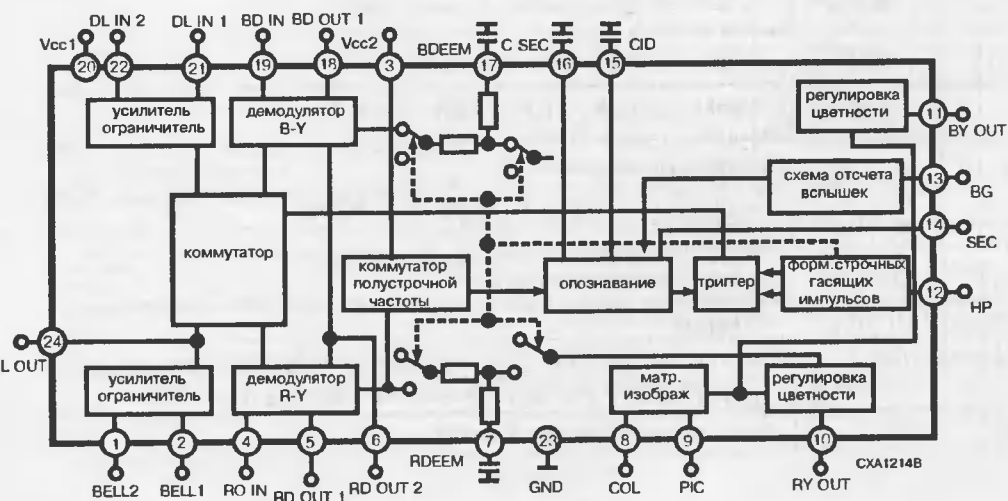 DL IN 2
DL IN 1
BD IN
BD OUT 1
Vcc1
Vcc2
BDEEM
C SEC
CID
20
22
21
19
18
3
17
16
15
усилитель
ограничитель
демодулятор
B-Y
регулировка
цветности
11
BY OUT
схема отсчета
вспышек
13
BG
14
SEC
коммутатор
коммутатор
полустрочной
частоты
опознавание
триггер
форм.строчных
гасящих
импульсов
12
HP
24
L OUT
усилитель
ограничитель
демодулятор
R-Y
матр.
изображ
регулировка
цветности
1
2
4
5
6
7
23
8
9
10
CXA1214B
BELL2
BELL1
RO IN
RD OUT 1
RD OUT 2
RDEEM
GND
COL
PIC
RY OUT